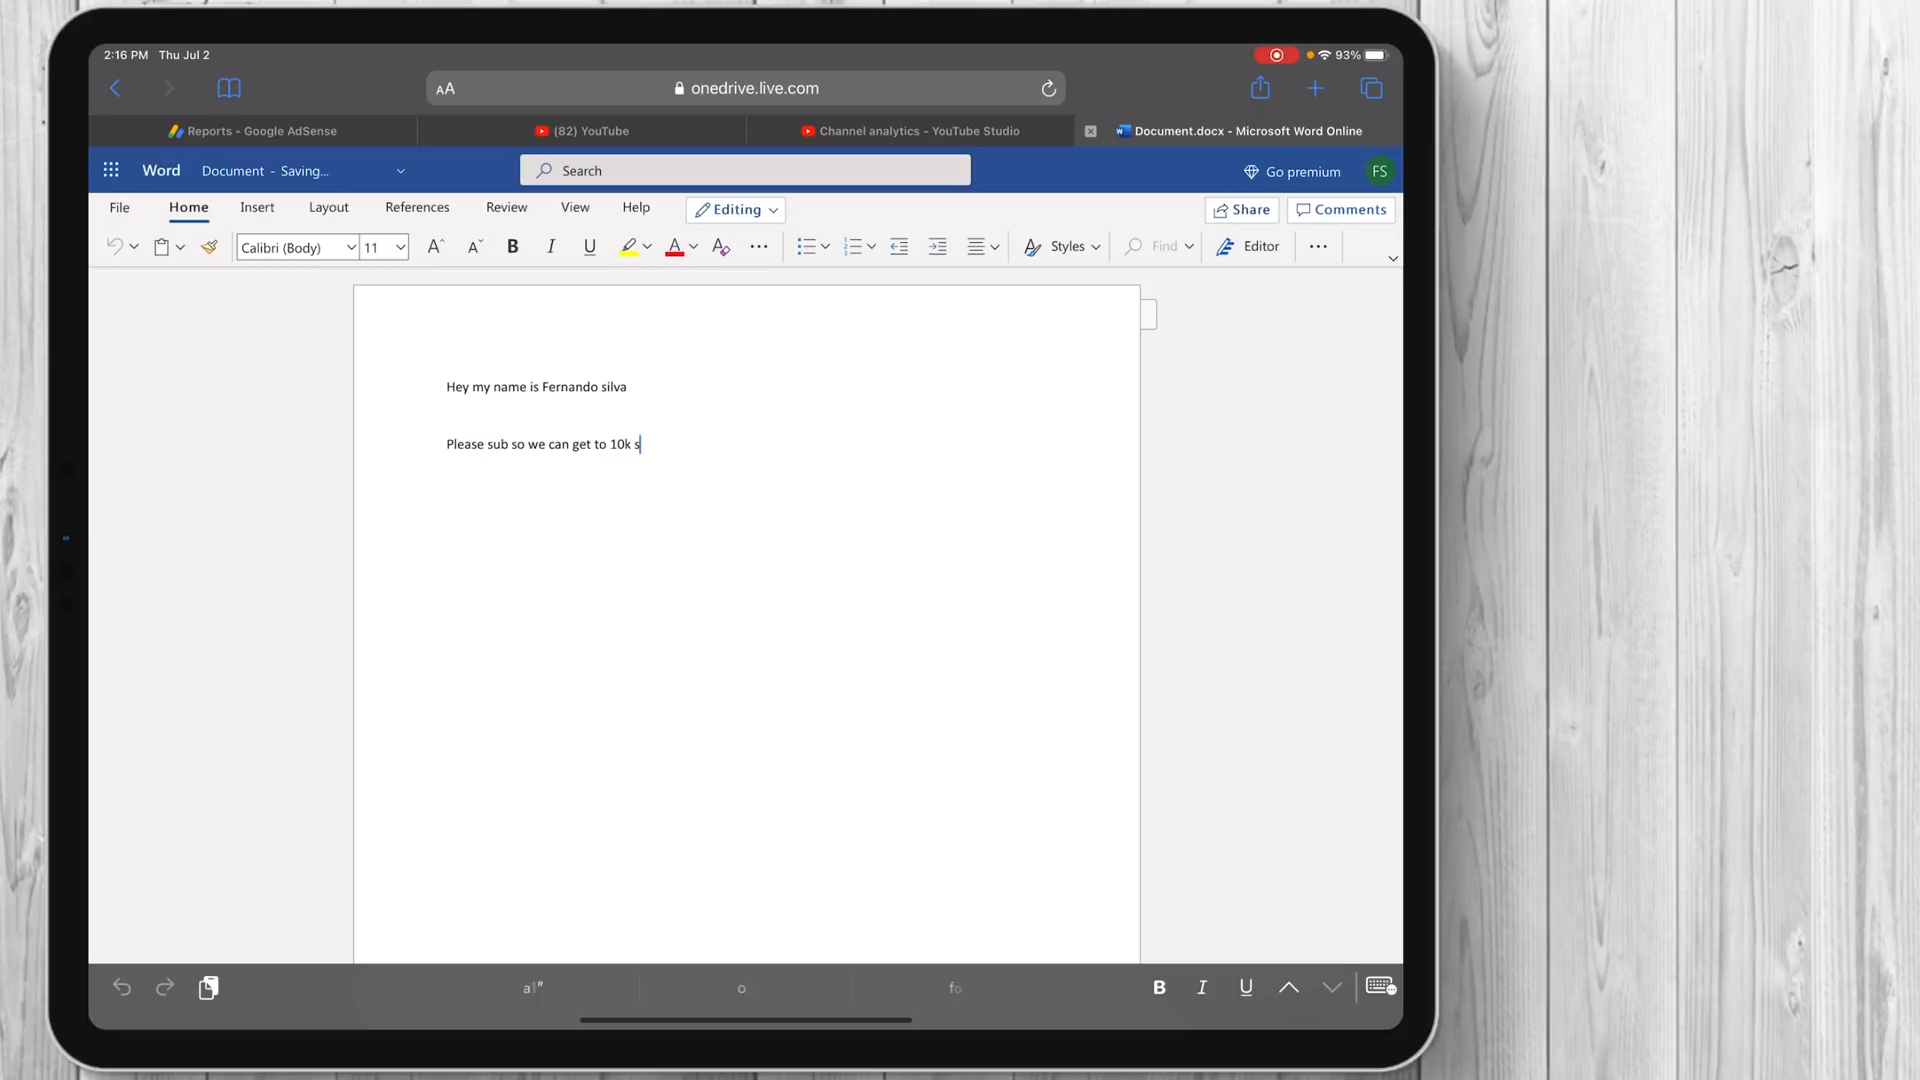 2:16 PM Thu Jul 2
93%
AA
onedrive.live.com
Reports - Google AdSense
(82) YouTube
Channel analytics - YouTube Studio
Document.docx - Microsoft Word Online
Word
Document - Saving...
Search
Go premium
FS
File Home Insert Layout References Review View Help Editing
Share Comments
Calibri (Body) 11 A A B I U A A ... Styles Find Editor ...
Hey my name is Fernando silva
Please sub so we can get to 10k s
B I U